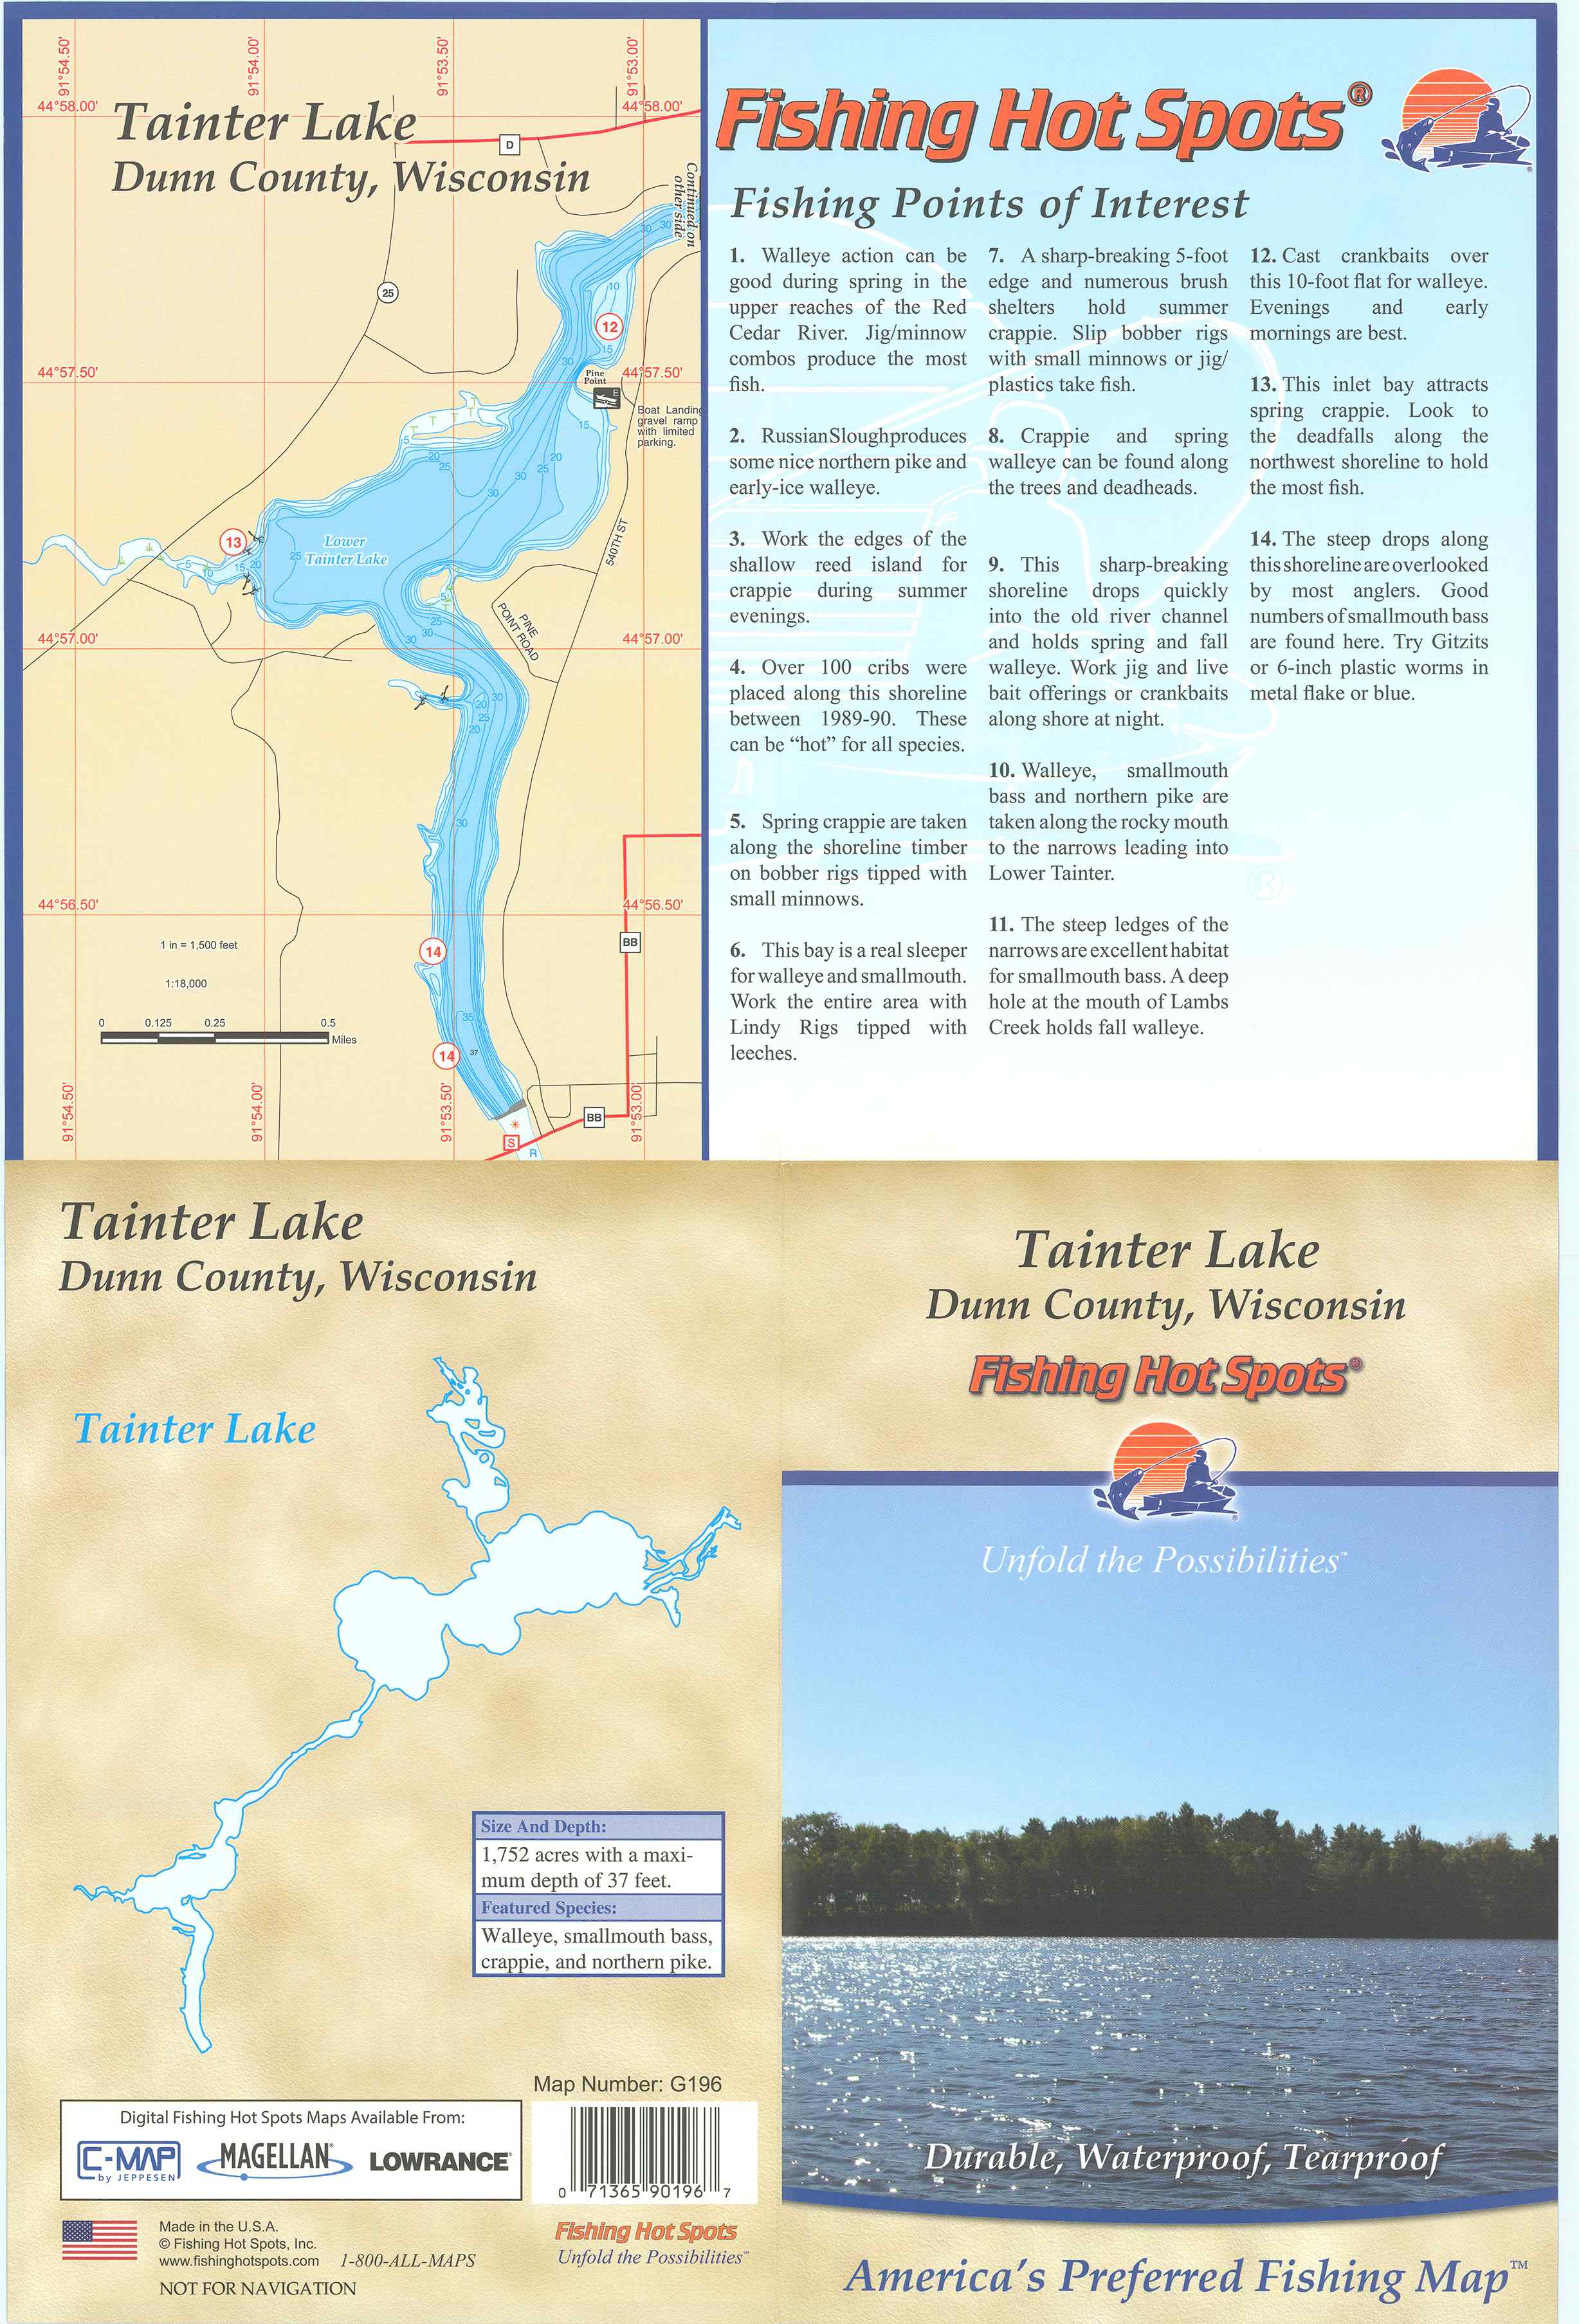 Tainter Lake
Dunn County, Wisconsin
91°54.50'
91°54.00'
91°53.50'
91°53.00'
44°58.00'
44°58.00'
D
Continued on
other side
30
30
25
10
12
15
30
44°57.50'
44°57.50'
Pine
Point
E
Boat Landing
gravel ramp
with limited
parking.
15
5
20
25
20
25
30
30
540TH ST
13
Lower
Tainter Lake
25
5
10
15
20
5
25
30
30
PINE
POINT ROAD
44°57.00'
44°57.00'
30
20
25
20
30
44°56.50'
44°56.50'
1 in = 1,500 feet
BB
14
1:18,000
35
0 0.125 0.25 0.5
Miles
14
37
91°54.50'
91°54.00'
91°53.50'
91°53.00'
BB
S
R
Fishing Hot Spots®
Fishing Points of Interest
1. Walleye action can be
good during spring in the
upper reaches of the Red
Cedar River. Jig/minnow
combos produce the most
fish.
2. Russian Slough produces
some nice northern pike and
early-ice walleye.
3. Work the edges of the
shallow reed island for
crappie during summer
evenings.
4. Over 100 cribs were
placed along this shoreline
between 1989-90. These
can be “hot” for all species.
5. Spring crappie are taken
along the shoreline timber
on bobber rigs tipped with
small minnows.
6. This bay is a real sleeper
for walleye and smallmouth.
Work the entire area with
Lindy Rigs tipped with
leeches.
7. A sharp-breaking 5-foot
edge and numerous brush
shelters hold summer
crappie. Slip bobber rigs
with small minnows or jig/
plastics take fish.
8. Crappie and spring
walleye can be found along
the trees and deadheads.
9. This sharp-breaking
shoreline drops quickly
into the old river channel
and holds spring and fall
walleye. Work jig and live
bait offerings or crankbaits
along shore at night.
10. Walleye, smallmouth
bass and northern pike are
taken along the rocky mouth
to the narrows leading into
Lower Tainter.
11. The steep ledges of the
narrows are excellent habitat
for smallmouth bass. A deep
hole at the mouth of Lambs
Creek holds fall walleye.
12. Cast crankbaits over
this 10-foot flat for walleye.
Evenings and early
mornings are best.
13. This inlet bay attracts
spring crappie. Look to
the deadfalls along the
northwest shoreline to hold
the most fish.
14. The steep drops along
this shoreline are overlooked
by most anglers. Good
numbers of smallmouth bass
are found here. Try Gitzits
or 6-inch plastic worms in
metal flake or blue.
®
Tainter Lake
Dunn County, Wisconsin
Tainter Lake
Size And Depth:
1,752 acres with a maxi-
mum depth of 37 feet.
Featured Species:
Walleye, smallmouth bass,
crappie, and northern pike.
Map Number: G196
Digital Fishing Hot Spots Maps Available From:
C-MAP
by JEPPESEN
MAGELLAN®
LOWRANCE®
0 71365 90196 7
Made in the U.S.A.
© Fishing Hot Spots, Inc.
www.fishinghotspots.com 1-800-ALL-MAPS
NOT FOR NAVIGATION
Fishing Hot Spots
Unfold the Possibilities™
Tainter Lake
Dunn County, Wisconsin
Fishing Hot Spots®
Unfold the Possibilities™
Durable, Waterproof, Tearproof
America's Preferred Fishing Map™